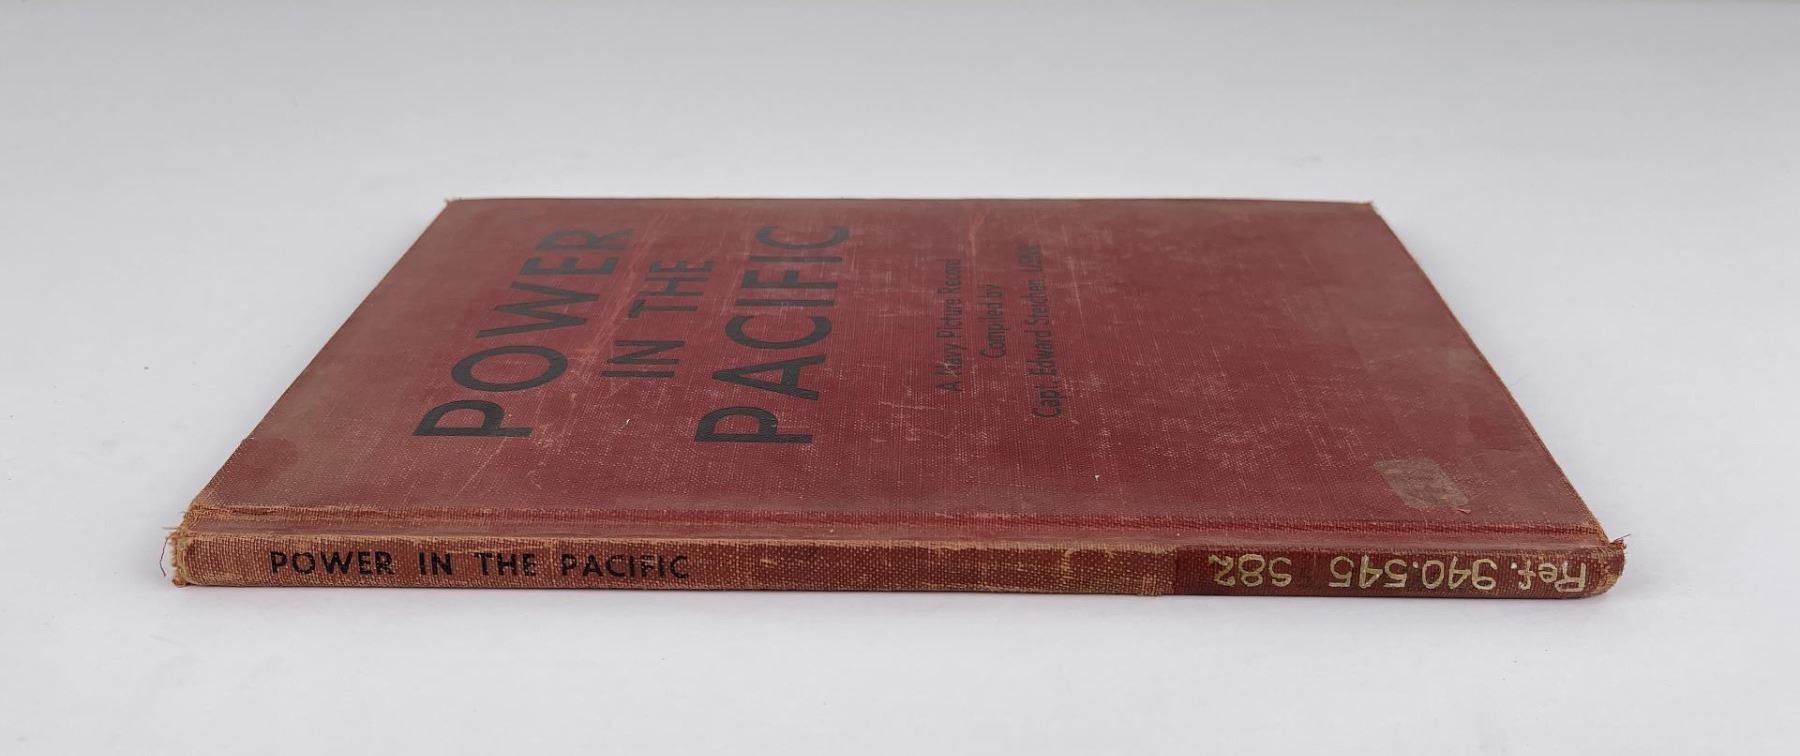 POWER
IN THE
PACIFIC
A Navy Picture Record
Compiled by
Capt. Edward Steichen
POWER IN THE PACIFIC
Ref. 940.545 S82